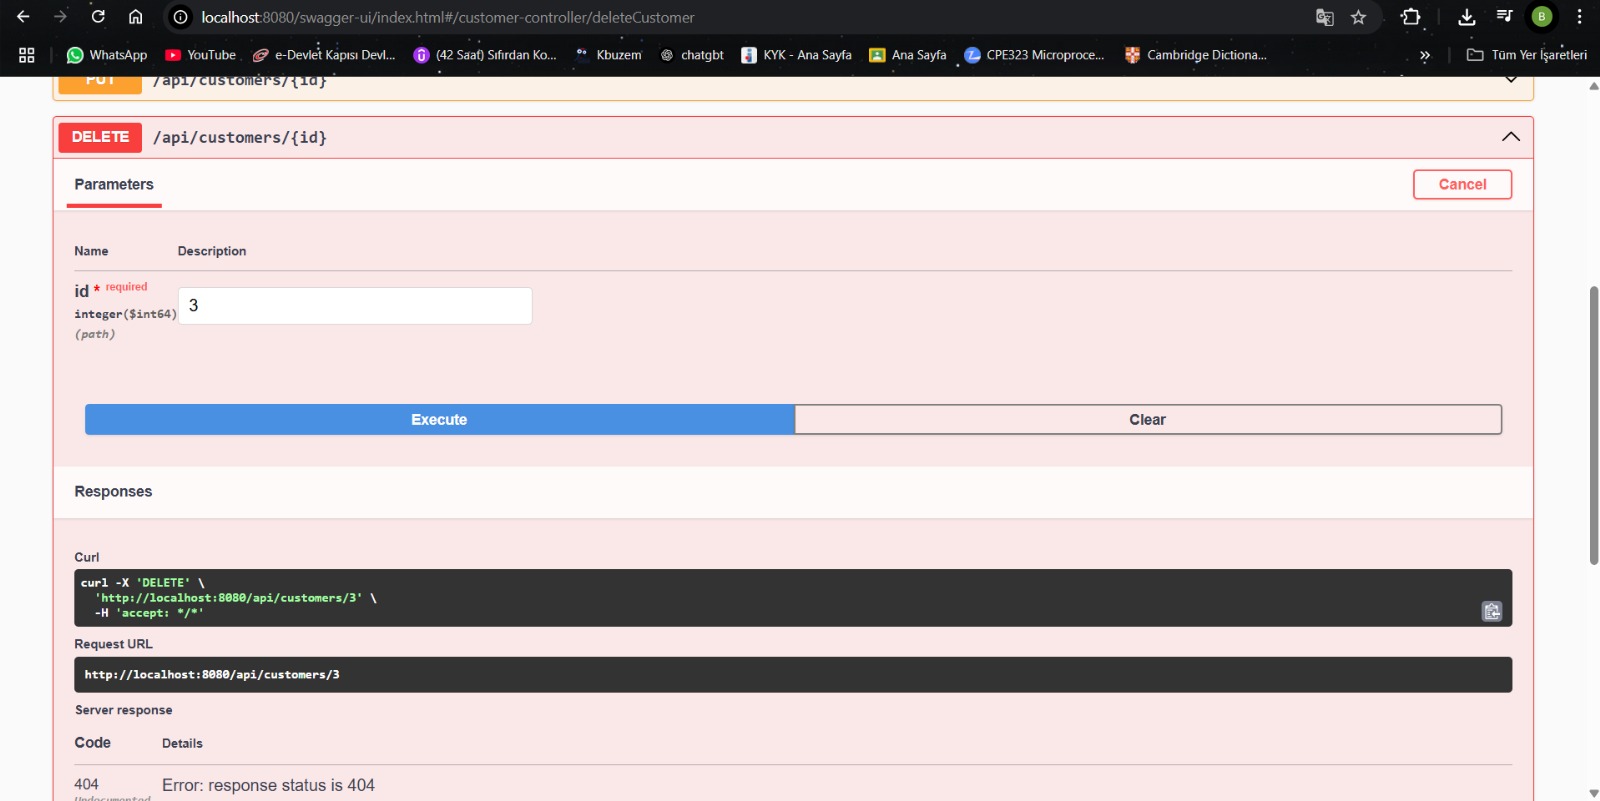 localhost:8080/swagger-ui/index.html#/customer-controller/deleteCustomer
B
WhatsApp YouTube e-Devlet Kapısı Devl... (42 Saat) Sıfırdan Ko... Kbuzem chatgbt KYK - Ana Sayfa Ana Sayfa CPE323 Microproce... Cambridge Dictiona... » Tüm Yer İşaretleri
PUT /api/customers/{id}
DELETE /api/customers/{id}
Parameters
Cancel
Name Description
id * required
integer($int64)
(path)
3
Execute Clear
Responses
Curl
curl -X 'DELETE' \
'http://localhost:8080/api/customers/3' \
-H 'accept: */*'
Request URL
http://localhost:8080/api/customers/3
Server response
Code Details
404 Error: response status is 404
Undocumented